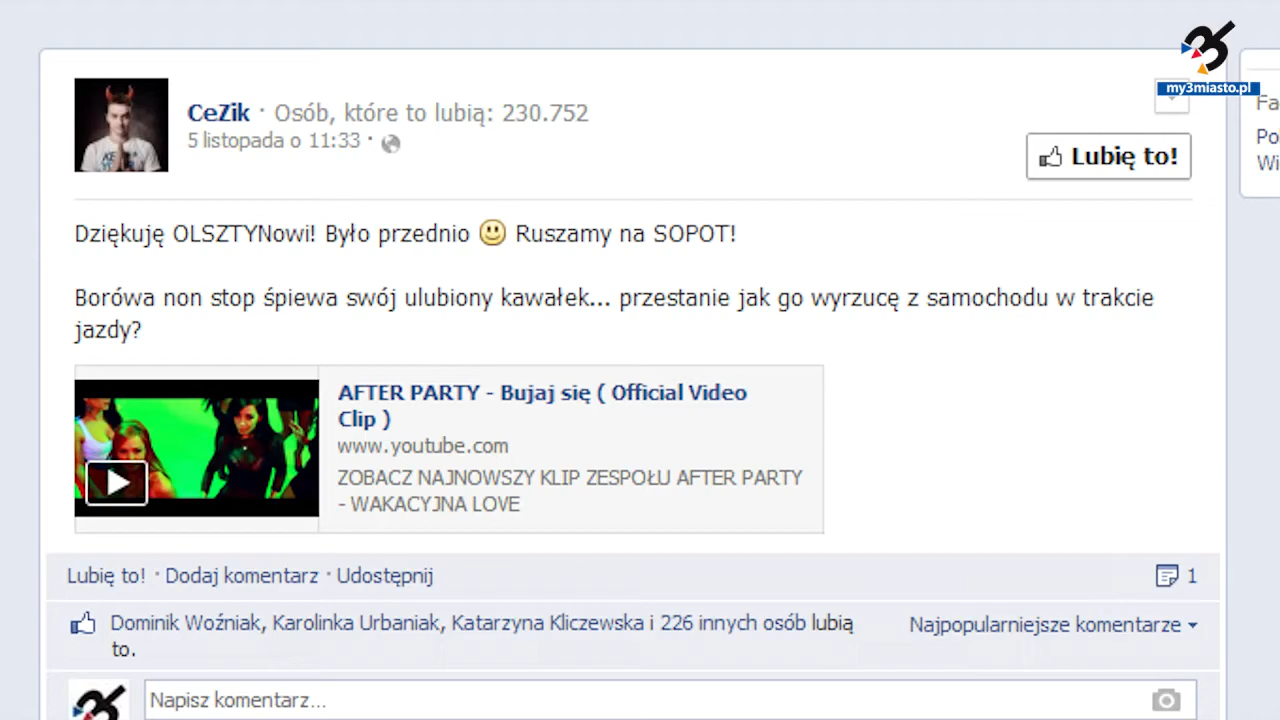 my3miasto.pl
CeZik · Osób, które to lubią: 230.752
5 listopada o 11:33 ·
Lubię to!
Dziękuję OLSZTYNowi! Było przednio 🙂 Ruszamy na SOPOT!
Borówa non stop śpiewa swój ulubiony kawałek... przestanie jak go wyrzucę z samochodu w trakcie
jazdy?
AFTER PARTY - Bujaj się ( Official Video
Clip )
www.youtube.com
ZOBACZ NAJNOWSZY KLIP ZESPOŁU AFTER PARTY
- WAKACYJNA LOVE
Lubię to! · Dodaj komentarz · Udostępnij
1
Dominik Woźniak, Karolinka Urbaniak, Katarzyna Kliczewska i 226 innych osób lubią
to.
Najpopularniejsze komentarze
Napisz komentarz...